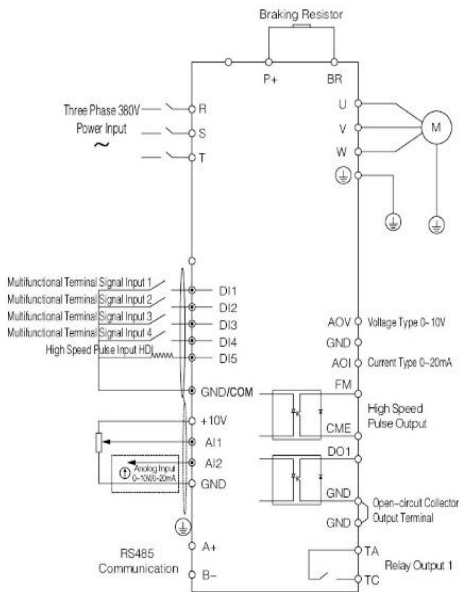 Braking Resistor
P+
BR
Three Phase 380V
Power Input
~
R
S
T
U
V
W
M
Multifunctional Terminal Signal Input 1
Multifunctional Terminal Signal Input 2
Multifunctional Terminal Signal Input 3
Multifunctional Terminal Signal Input 4
High Speed Pulse Input HDI
DI1
DI2
DI3
DI4
DI5
GND/COM
+10V
AI1
AI2
GND
Analog Input
0~10V/0~20mA
A+
B-
RS485
Communication
AOV
Voltage Type 0~10V
GND
AOI
Current Type 0~20mA
FM
High Speed
Pulse Output
CME
DO1
GND
Open-circuit Collector
Output Terminal
GND
TA
Relay Output 1
TC